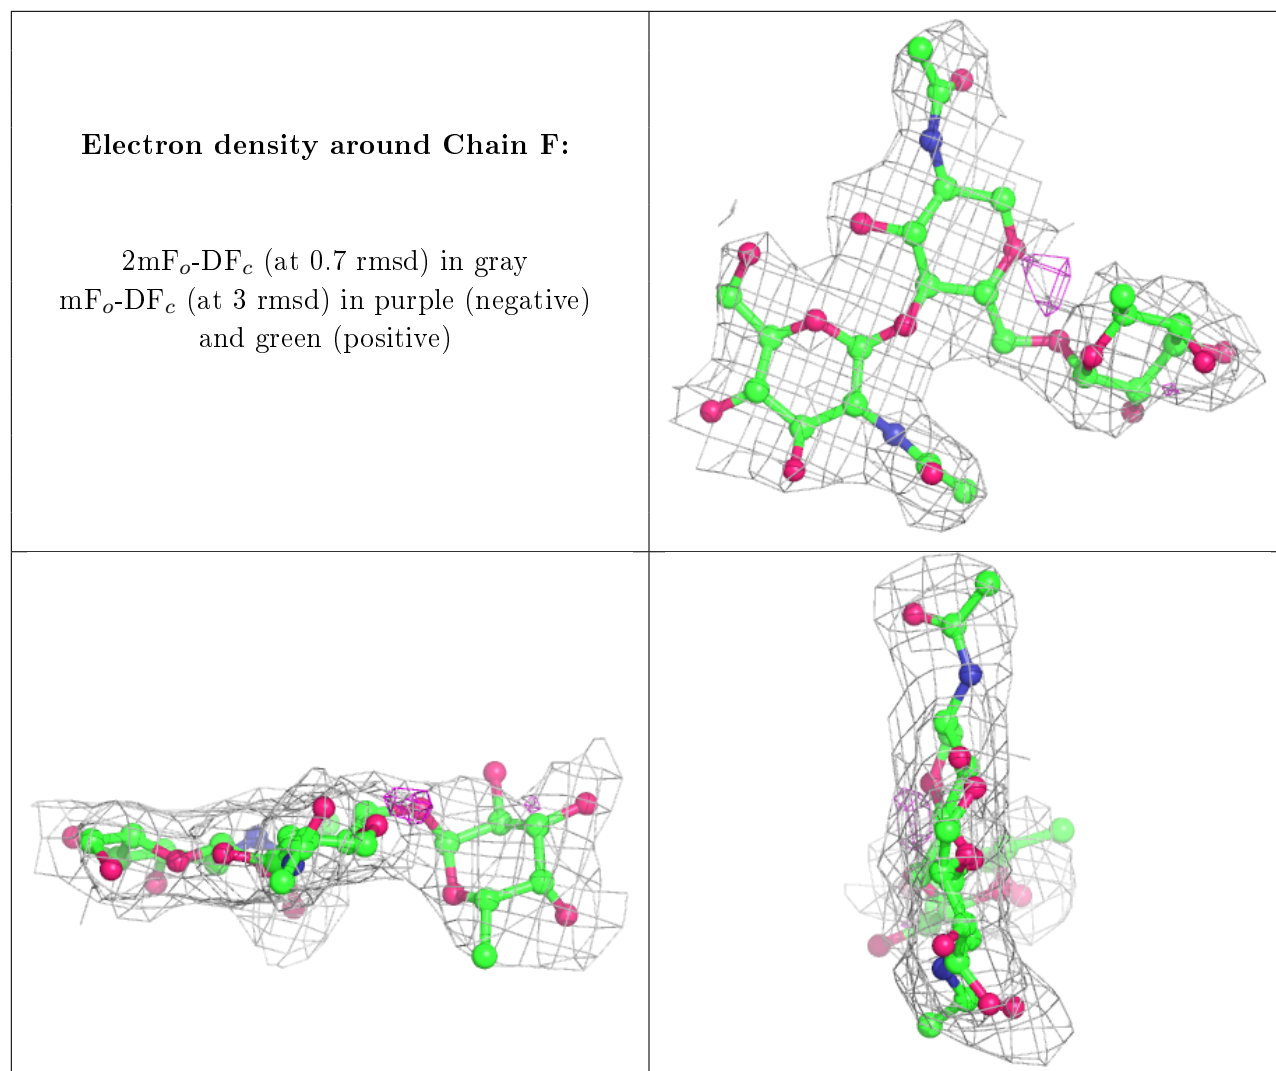 Electron density around Chain F:
2mFₒ-DF𝒸 (at 0.7 rmsd) in gray
mFₒ-DF𝒸 (at 3 rmsd) in purple (negative)
and green (positive)